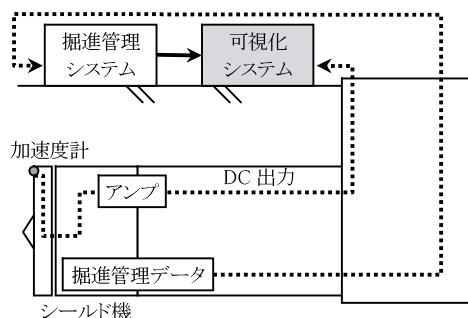 掘進管理
システム
可視化
システム
加速度計
アンプ
DC 出力
掘進管理データ
シールド機